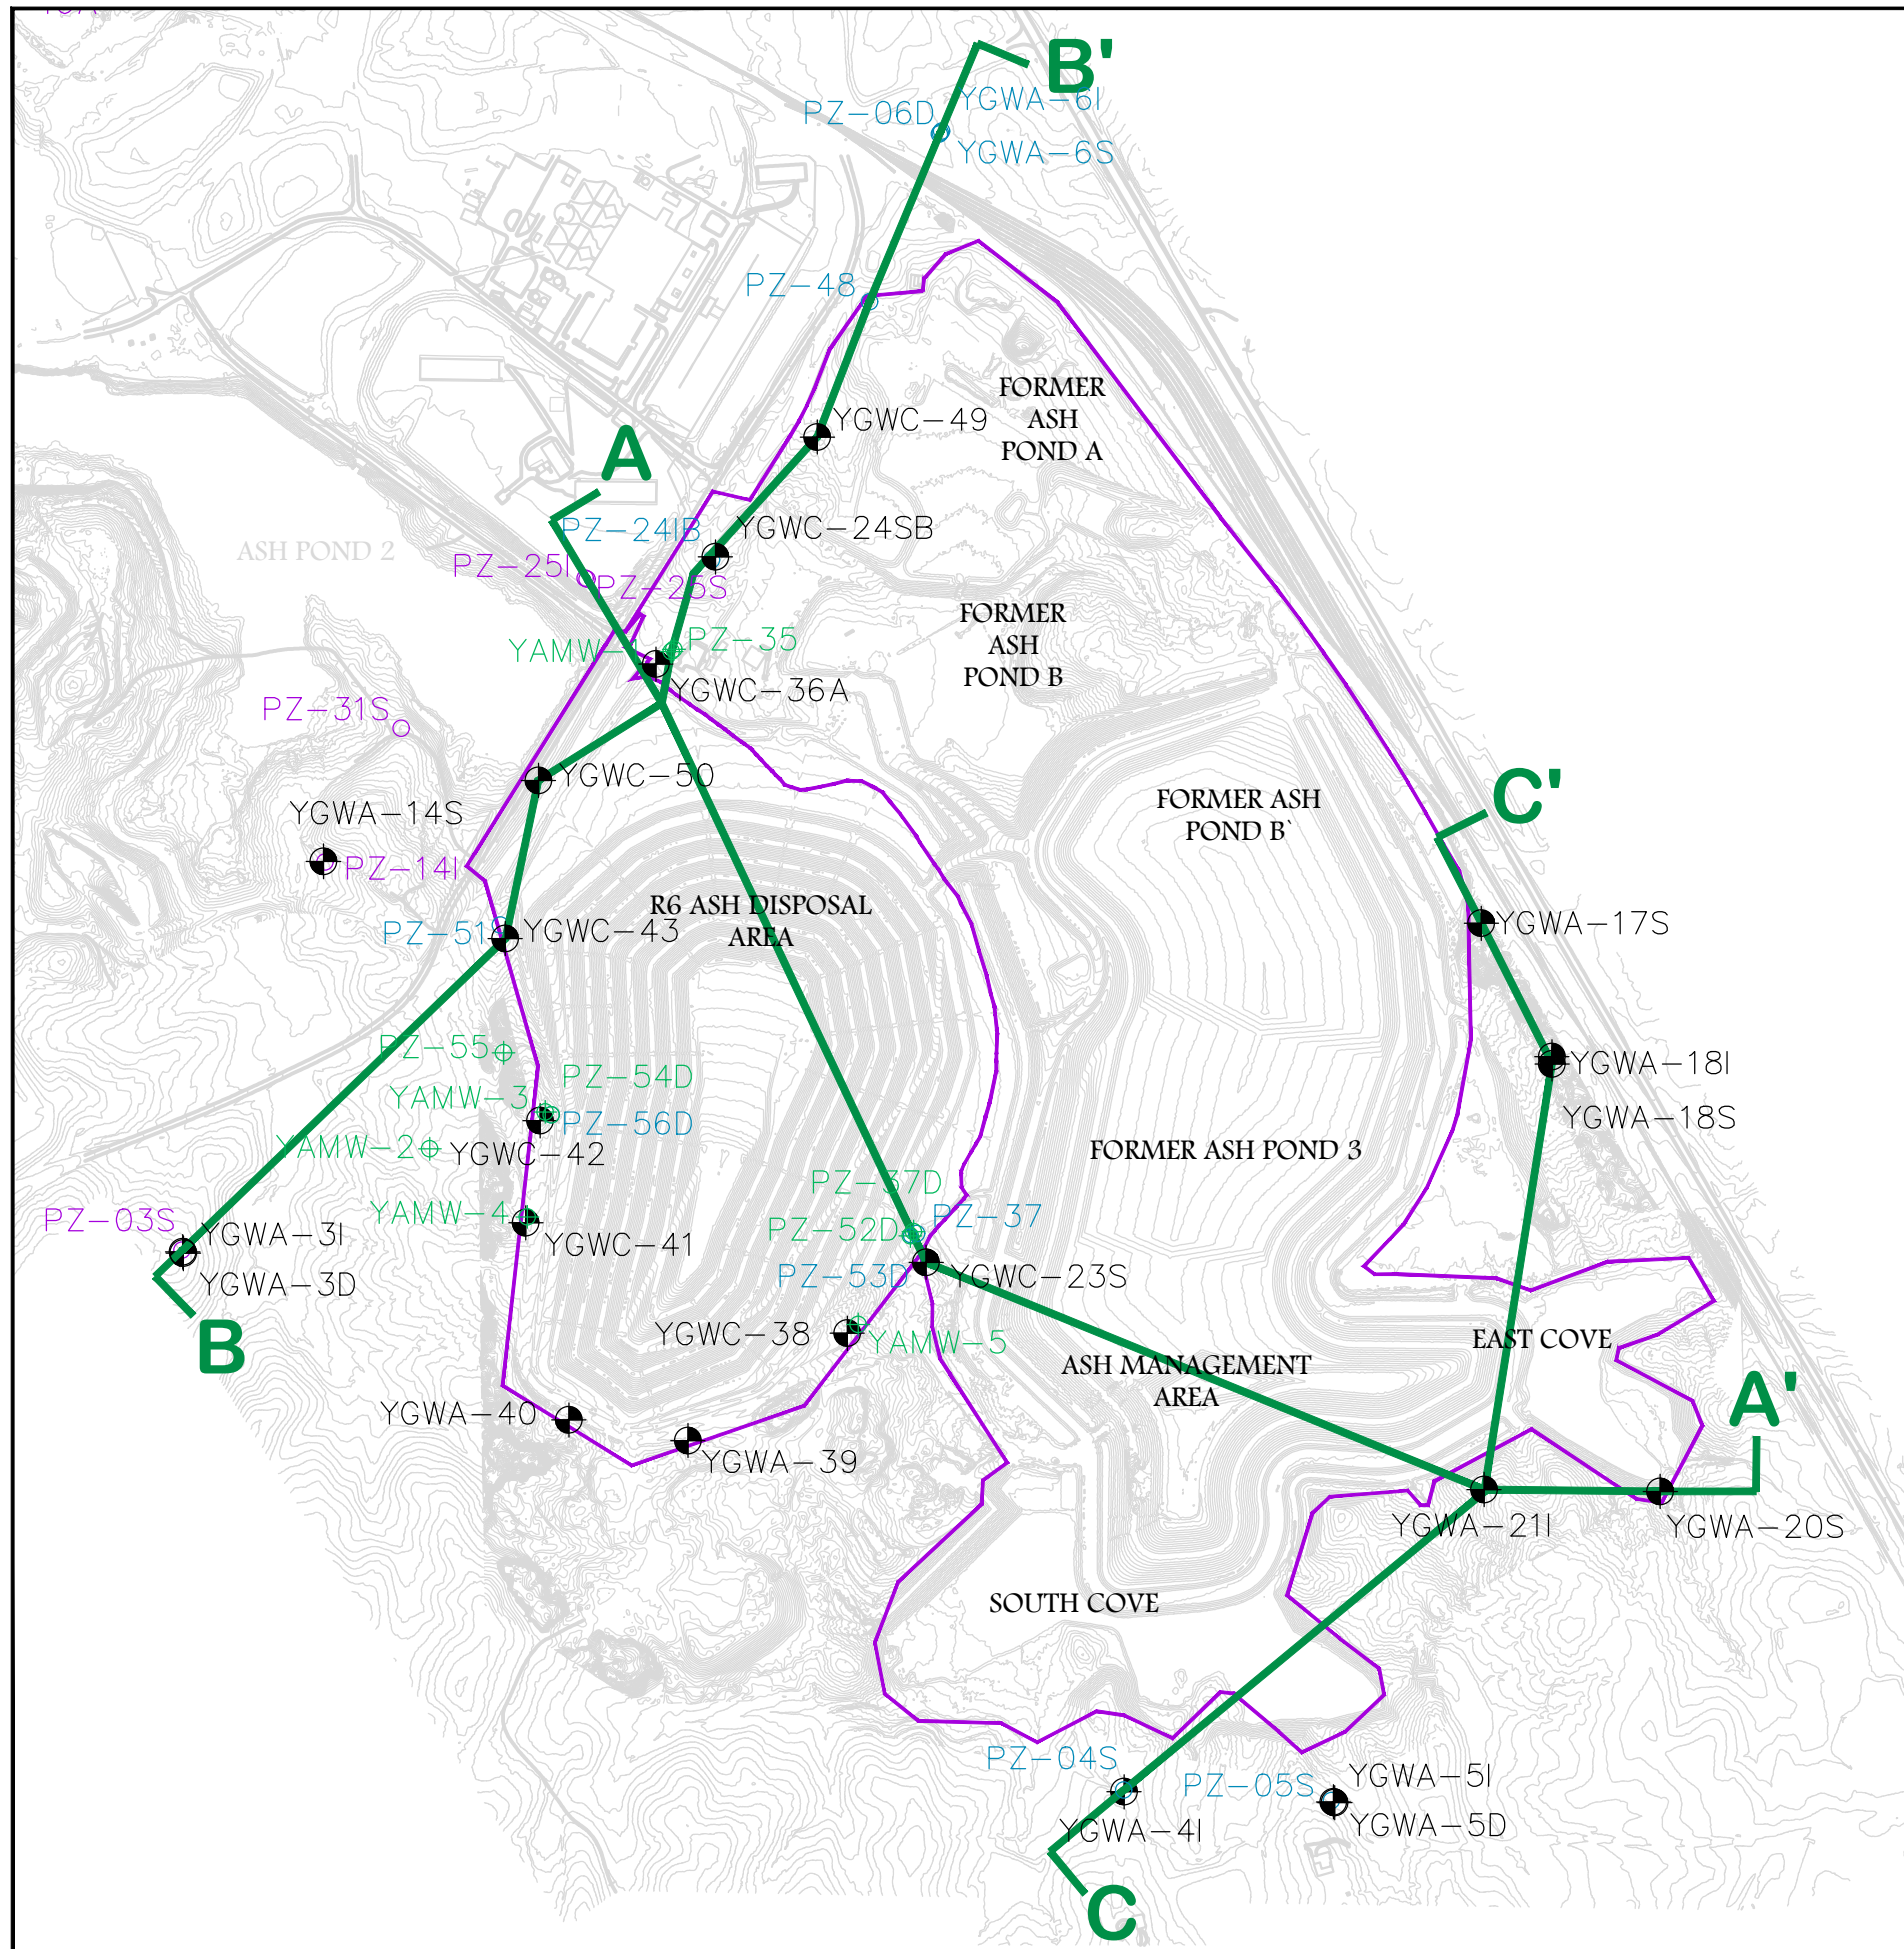 B'
YGWA-6I
PZ-06D
YGWA-6S
PZ-48
FORMER
ASH
POND A
YGWC-49
A
PZ-24IB
YGWC-24SB
ASH POND 2
PZ-25I
PZ-25S
FORMER
ASH
POND B
YAMW-1
PZ-35
YGWC-36A
PZ-31S
YGWC-50
C'
FORMER ASH
POND B`
YGWA-14S
PZ-14I
R6 ASH DISPOSAL
AREA
PZ-51
YGWC-43
YGWA-17S
PZ-55
PZ-54D
YGWA-18I
YAMW-3
PZ-56D
YGWA-18S
YAMW-2
YGWC-42
FORMER ASH POND 3
PZ-37D
PZ-03S
YGWA-3I
YAMW-4
PZ-37
PZ-52D
YGWC-41
YGWA-3D
PZ-53D
YGWC-23S
B
YGWC-38
YAMW-5
EAST COVE
ASH MANAGEMENT
AREA
A'
YGWA-40
YGWA-39
YGWA-21I
YGWA-20S
SOUTH COVE
PZ-04S
PZ-05S
YGWA-5I
YGWA-4I
YGWA-5D
C